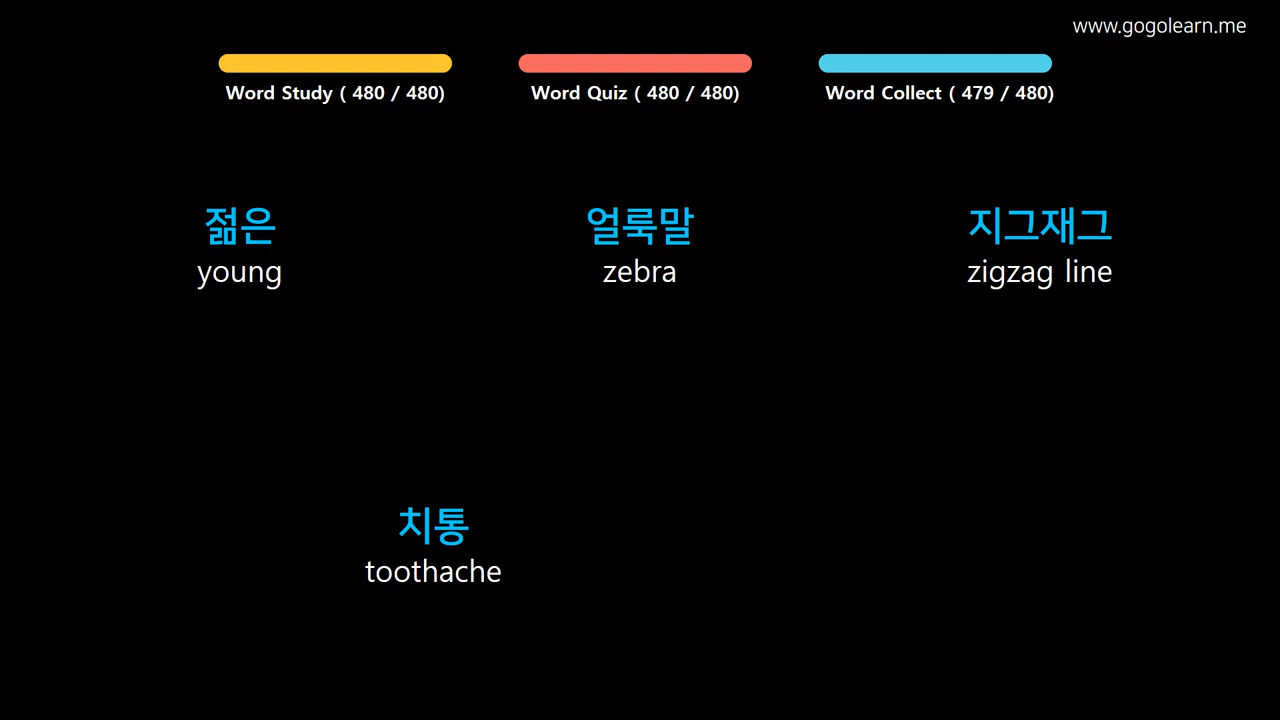 www.gogolearn.me
Word Study ( 480 / 480)
Word Quiz ( 480 / 480)
Word Collect ( 479 / 480)
젊은
young
얼룩말
zebra
지그재그
zigzag line
치통
toothache